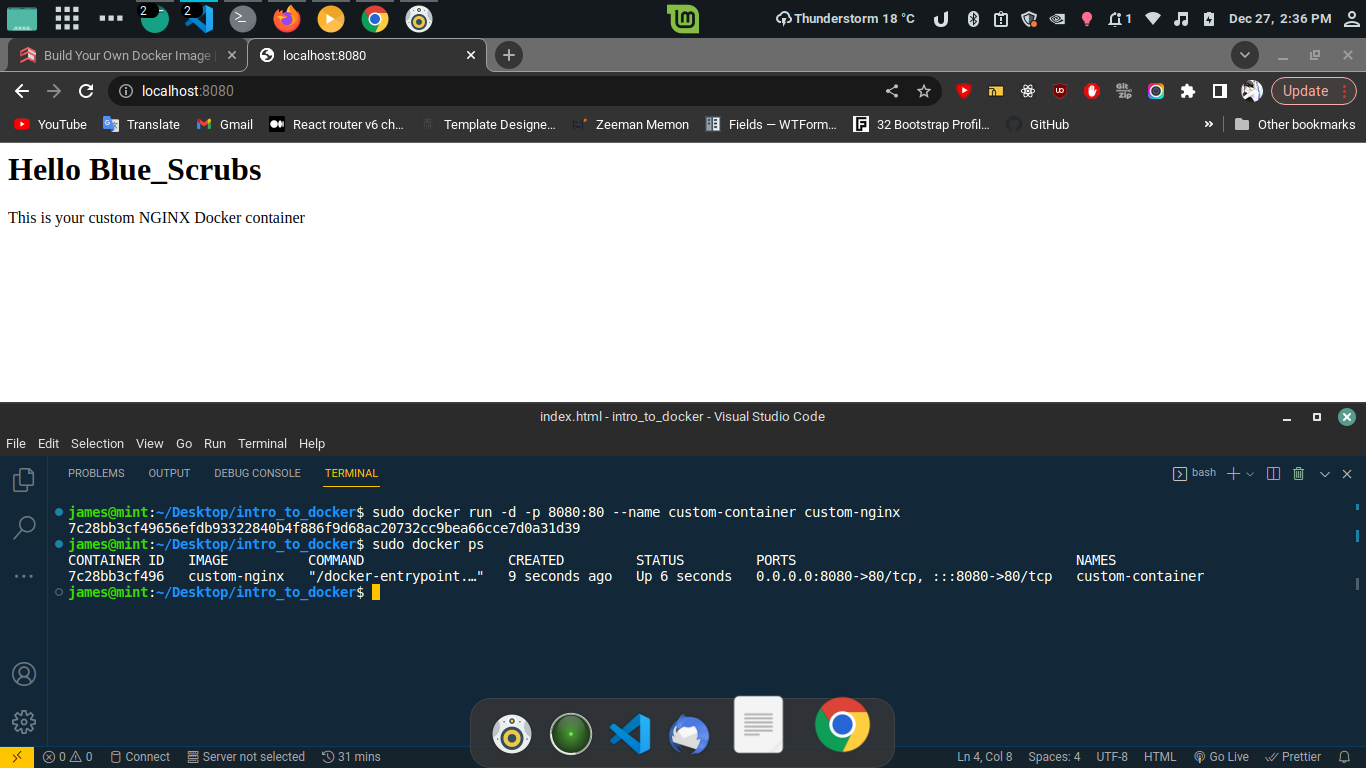 2 2 Thunderstorm 18 °C 1 Dec 27, 2:36 PM
Build Your Own Docker Image localhost:8080
localhost:8080 Update
YouTube Translate Gmail React router v6 ch... Template Designe... Zeeman Memon Fields — WTForm... 32 Bootstrap Profil... GitHub » Other bookmarks
Hello Blue_Scrubs
This is your custom NGINX Docker container
index.html - intro_to_docker - Visual Studio Code
File Edit Selection View Go Run Terminal Help
PROBLEMS OUTPUT DEBUG CONSOLE TERMINAL bash
james@mint:~/Desktop/intro_to_docker$ sudo docker run -d -p 8080:80 --name custom-container custom-nginx
7c28bb3cf49656efdb93322840b4f886f9d68ac20732cc9bea66cce7d0a31d39
james@mint:~/Desktop/intro_to_docker$ sudo docker ps
CONTAINER ID IMAGE COMMAND CREATED STATUS PORTS NAMES
7c28bb3cf496 custom-nginx "/docker-entrypoint.…" 9 seconds ago Up 6 seconds 0.0.0.0:8080->80/tcp, :::8080->80/tcp custom-container
james@mint:~/Desktop/intro_to_docker$
0 0 Connect Server not selected 31 mins Ln 4, Col 8 Spaces: 4 UTF-8 HTML Go Live Prettier